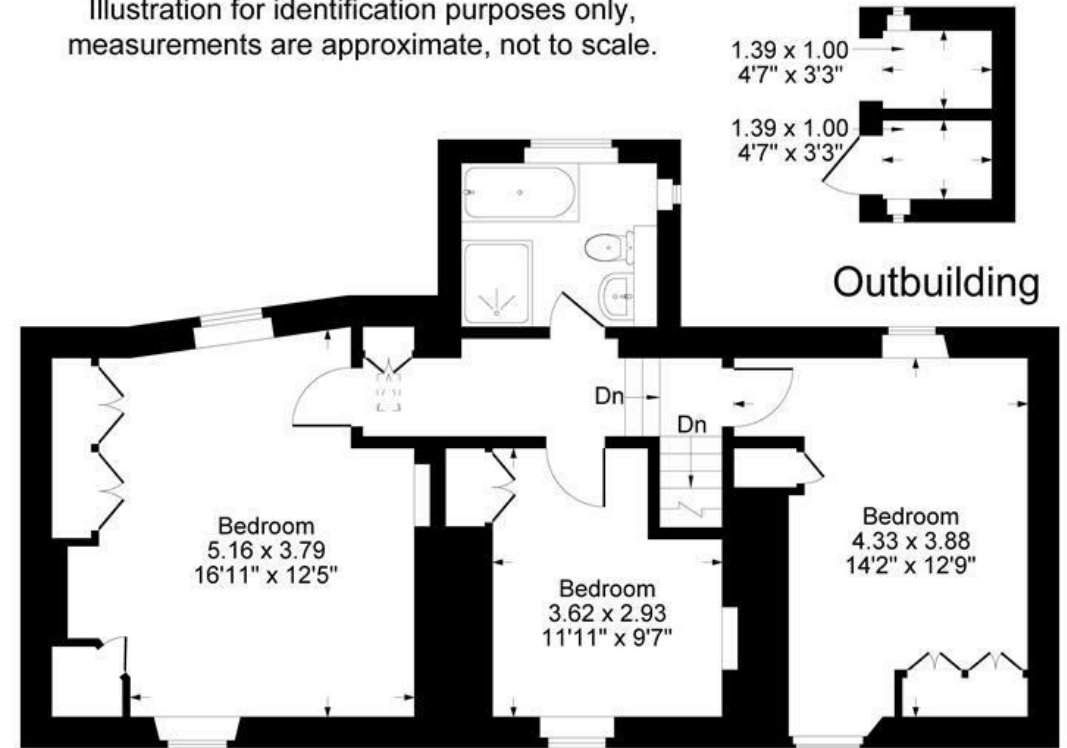 Illustration for identification purposes only,
measurements are approximate, not to scale.
1.39 x 1.00
4'7" x 3'3"
1.39 x 1.00
4'7" x 3'3"
Outbuilding
Dn
Dn
Bedroom
5.16 x 3.79
16'11" x 12'5"
Bedroom
3.62 x 2.93
11'11" x 9'7"
Bedroom
4.33 x 3.88
14'2" x 12'9"